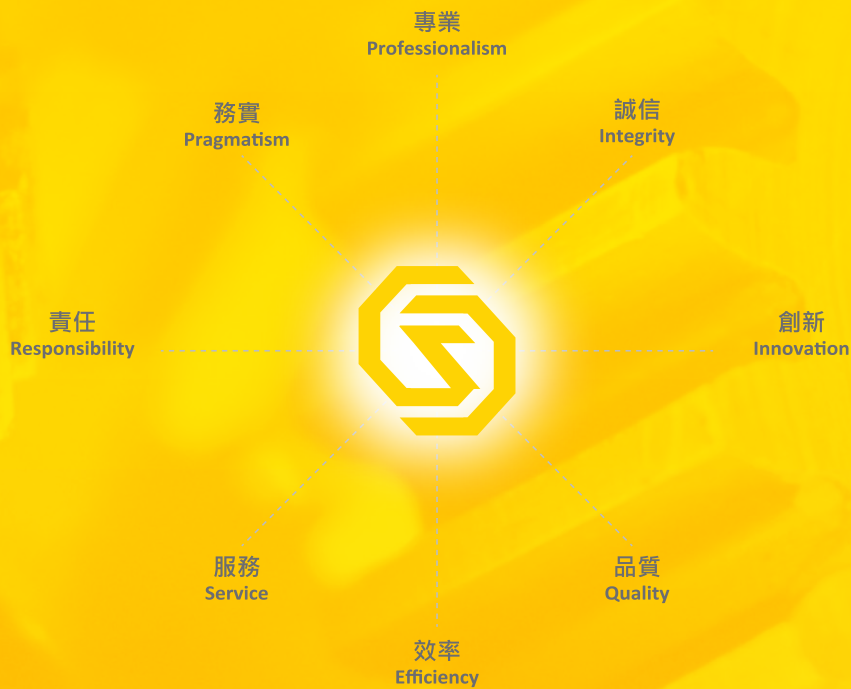 專業
Professionalism
務實
Pragmatism
誠信
Integrity
責任
Responsibility
創新
Innovation
服務
Service
品質
Quality
效率
Efficiency